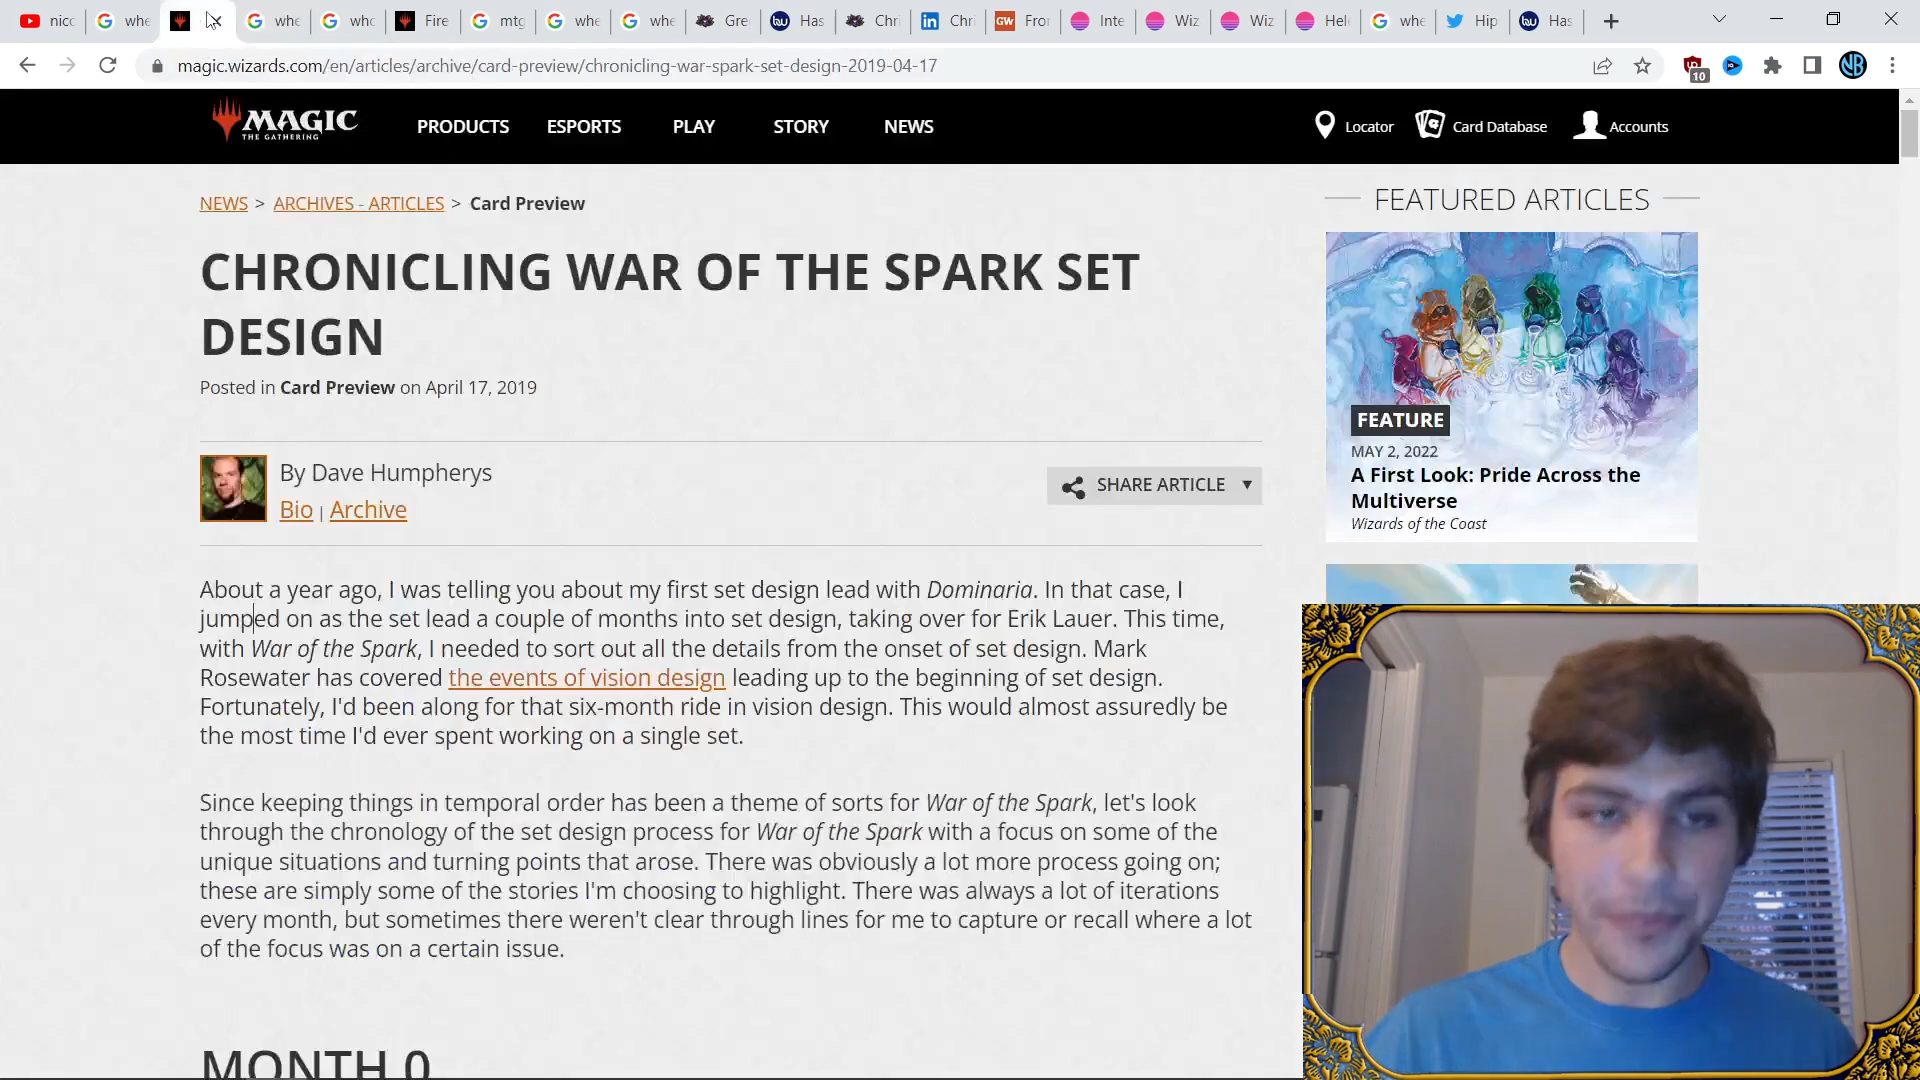 nicc
whe
whe
who
Fire
mtg
whe
whe
Gre
Has
Chri
Chri
Fror
Inte
Wiz
Wiz
Hel
whe
Hip
Has
magic.wizards.com/en/articles/archive/card-preview/chronicling-war-spark-set-design-2019-04-17
10
NB
MAGIC
THE GATHERING
PRODUCTS ESPORTS PLAY STORY NEWS
Locator Card Database Accounts
NEWS > ARCHIVES - ARTICLES > Card Preview
CHRONICLING WAR OF THE SPARK SET
DESIGN
Posted in Card Preview on April 17, 2019
By Dave Humpherys
Bio | Archive
SHARE ARTICLE
About a year ago, I was telling you about my first set design lead with Dominaria. In that case, I
jumped on as the set lead a couple of months into set design, taking over for Erik Lauer. This time,
with War of the Spark, I needed to sort out all the details from the onset of set design. Mark
Rosewater has covered the events of vision design leading up to the beginning of set design.
Fortunately, I'd been along for that six-month ride in vision design. This would almost assuredly be
the most time I'd ever spent working on a single set.
Since keeping things in temporal order has been a theme of sorts for War of the Spark, let's look
through the chronology of the set design process for War of the Spark with a focus on some of the
unique situations and turning points that arose. There was obviously a lot more process going on;
these are simply some of the stories I'm choosing to highlight. There was always a lot of iterations
every month, but sometimes there weren't clear through lines for me to capture or recall where a lot
of the focus was on a certain issue.
MONTH 0
FEATURED ARTICLES
FEATURE
MAY 2, 2022
A First Look: Pride Across the
Multiverse
Wizards of the Coast